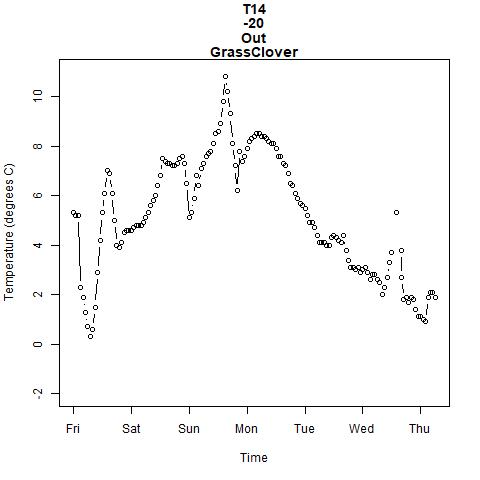 T14
-20
Out
GrassClover
Temperature (degrees C)
10
8
6
4
2
0
-2
Fri Sat Sun Mon Tue Wed Thu
Time